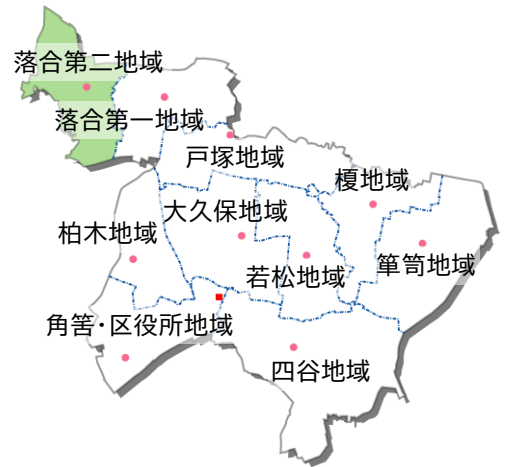 落合第二地域
落合第一地域
戸塚地域
榎地域
大久保地域
柏木地域
若松地域
箪笥地域
角筈・区役所地域
四谷地域